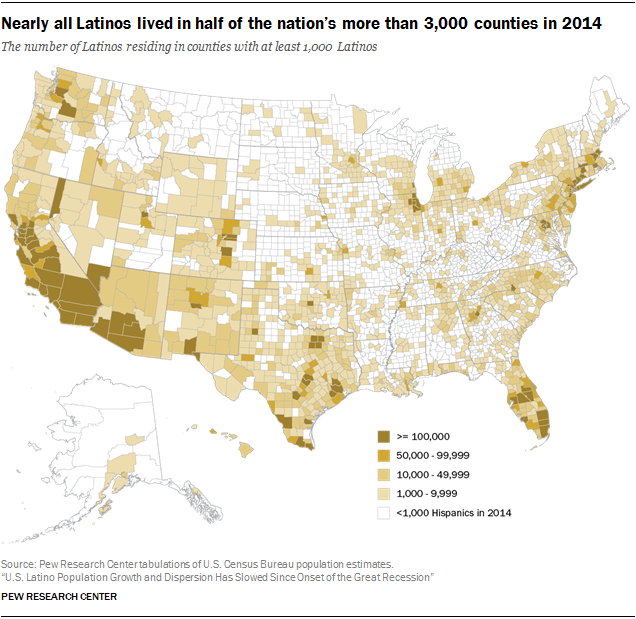 Nearly all Latinos lived in half of the nation's more than 3,000 counties in 2014
The number of Latinos residing in counties with at least 1,000 Latinos
>= 100,000
50,000 - 99,999
10,000 - 49,999
1,000 - 9,999
<1,000 Hispanics in 2014
Source: Pew Research Center tabulations of U.S. Census Bureau population estimates.
"U.S. Latino Population Growth and Dispersion Has Slowed Since Onset of the Great Recession"
PEW RESEARCH CENTER